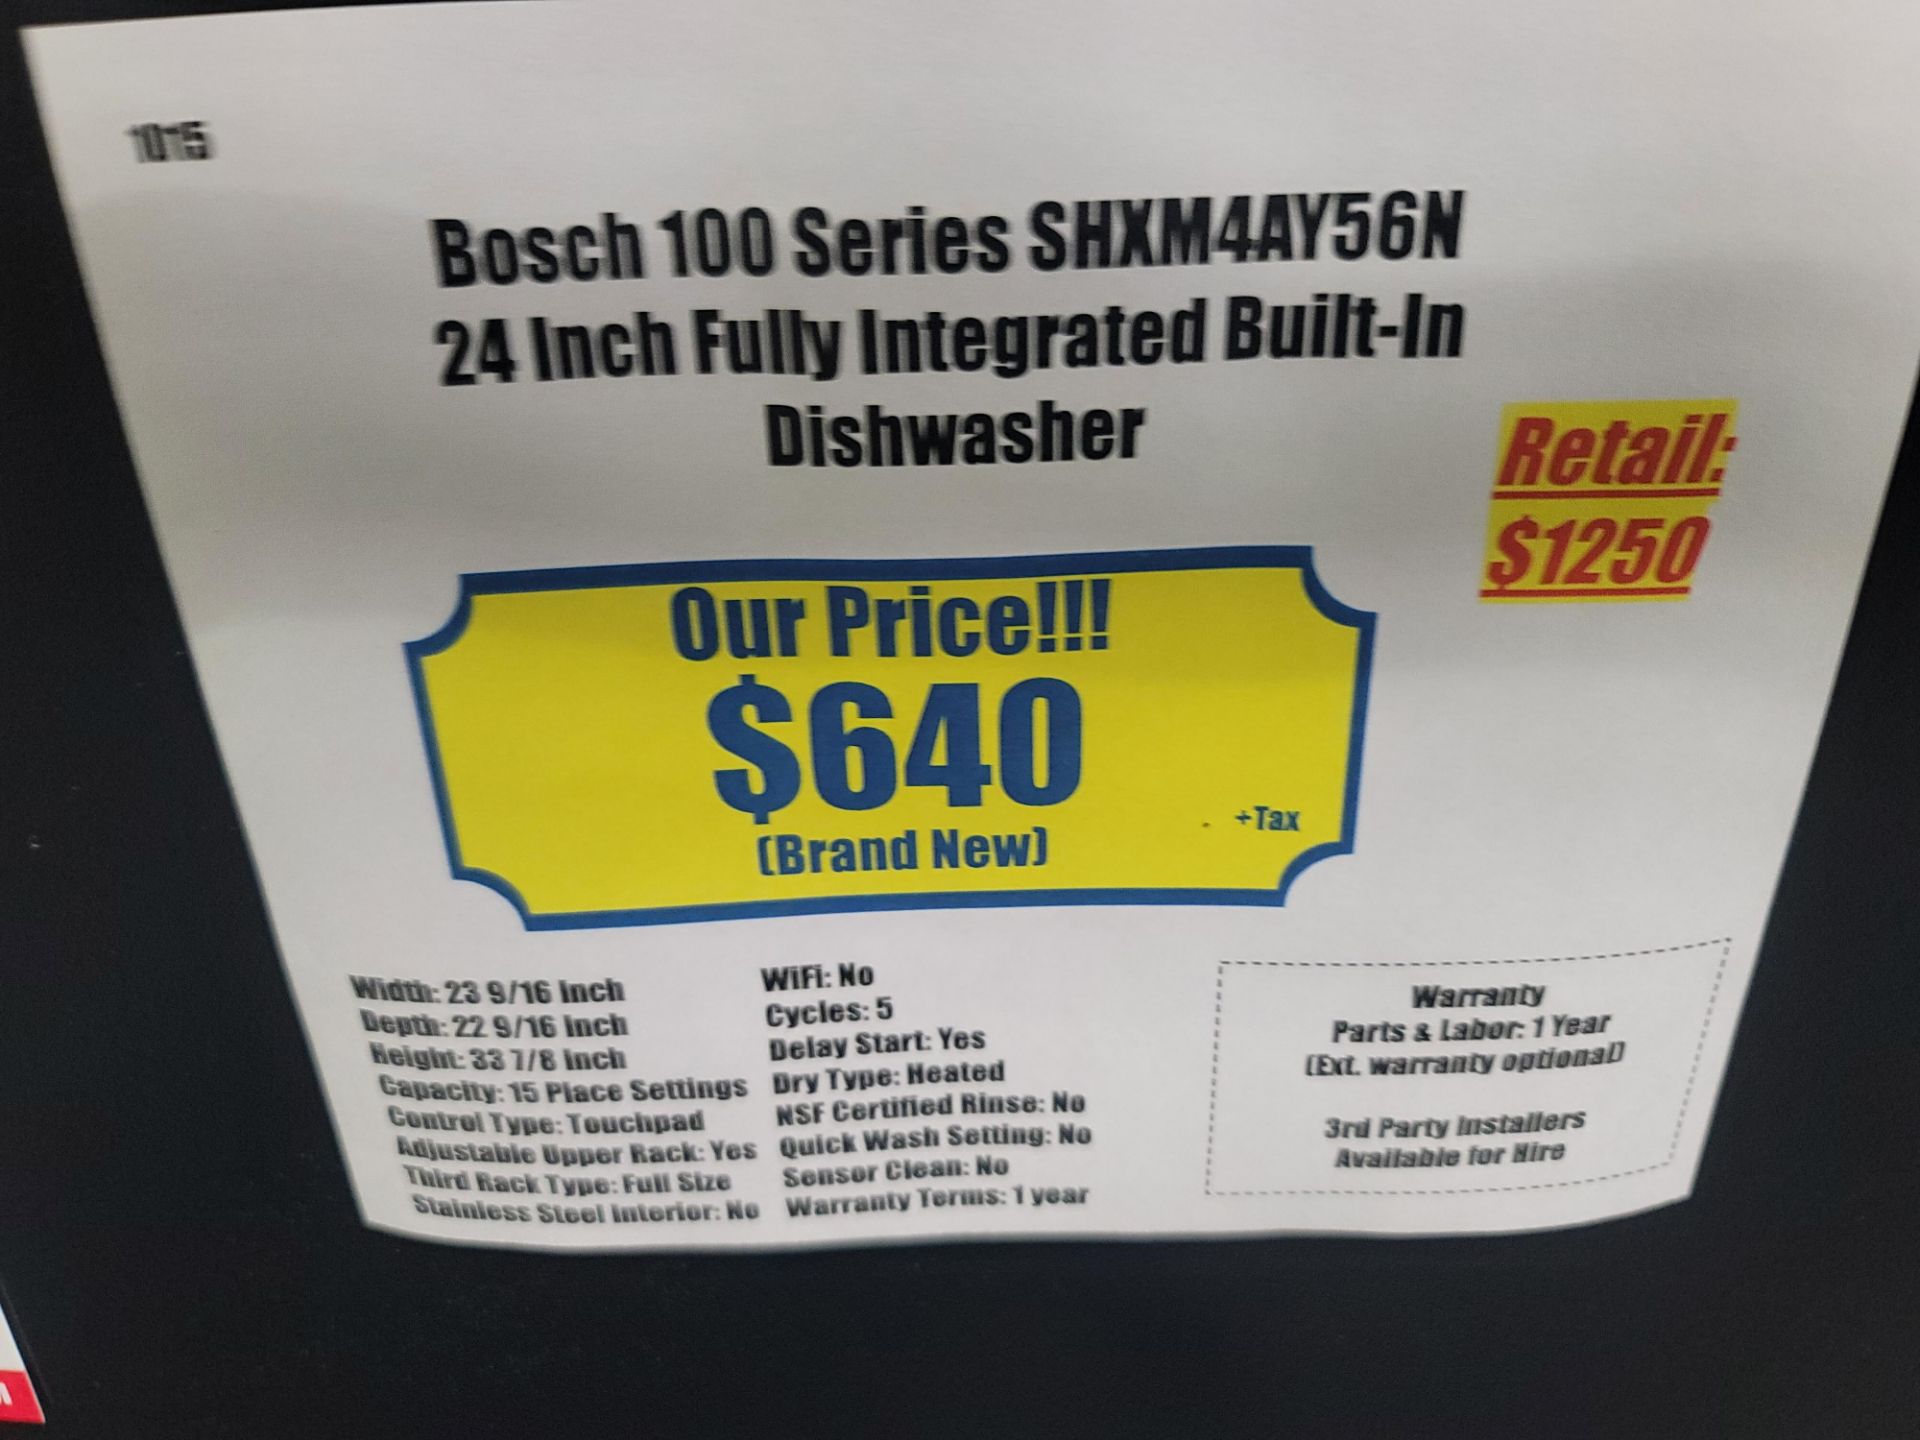 1015
Bosch 100 Series SHXM4AY56N
24 Inch Fully Integrated Built-In
Dishwasher
Retail:
$1250
Our Price!!!
$640
(Brand New)
+Tax
Width: 23 9/16 Inch
Depth: 22 9/16 Inch
Height: 33 7/8 Inch
Capacity: 15 Place Settings
Control Type: Touchpad
Adjustable Upper Rack: Yes
Third Rack Type: Full Size
Stainless Steel Interior: No
WiFi: No
Cycles: 5
Delay Start: Yes
Dry Type: Heated
NSF Certified Rinse: No
Quick Wash Setting: No
Sensor Clean: No
Warranty Terms: 1 year
Warranty
Parts & Labor: 1 Year
(Ext. warranty optional)
3rd Party Installers
Available for Hire